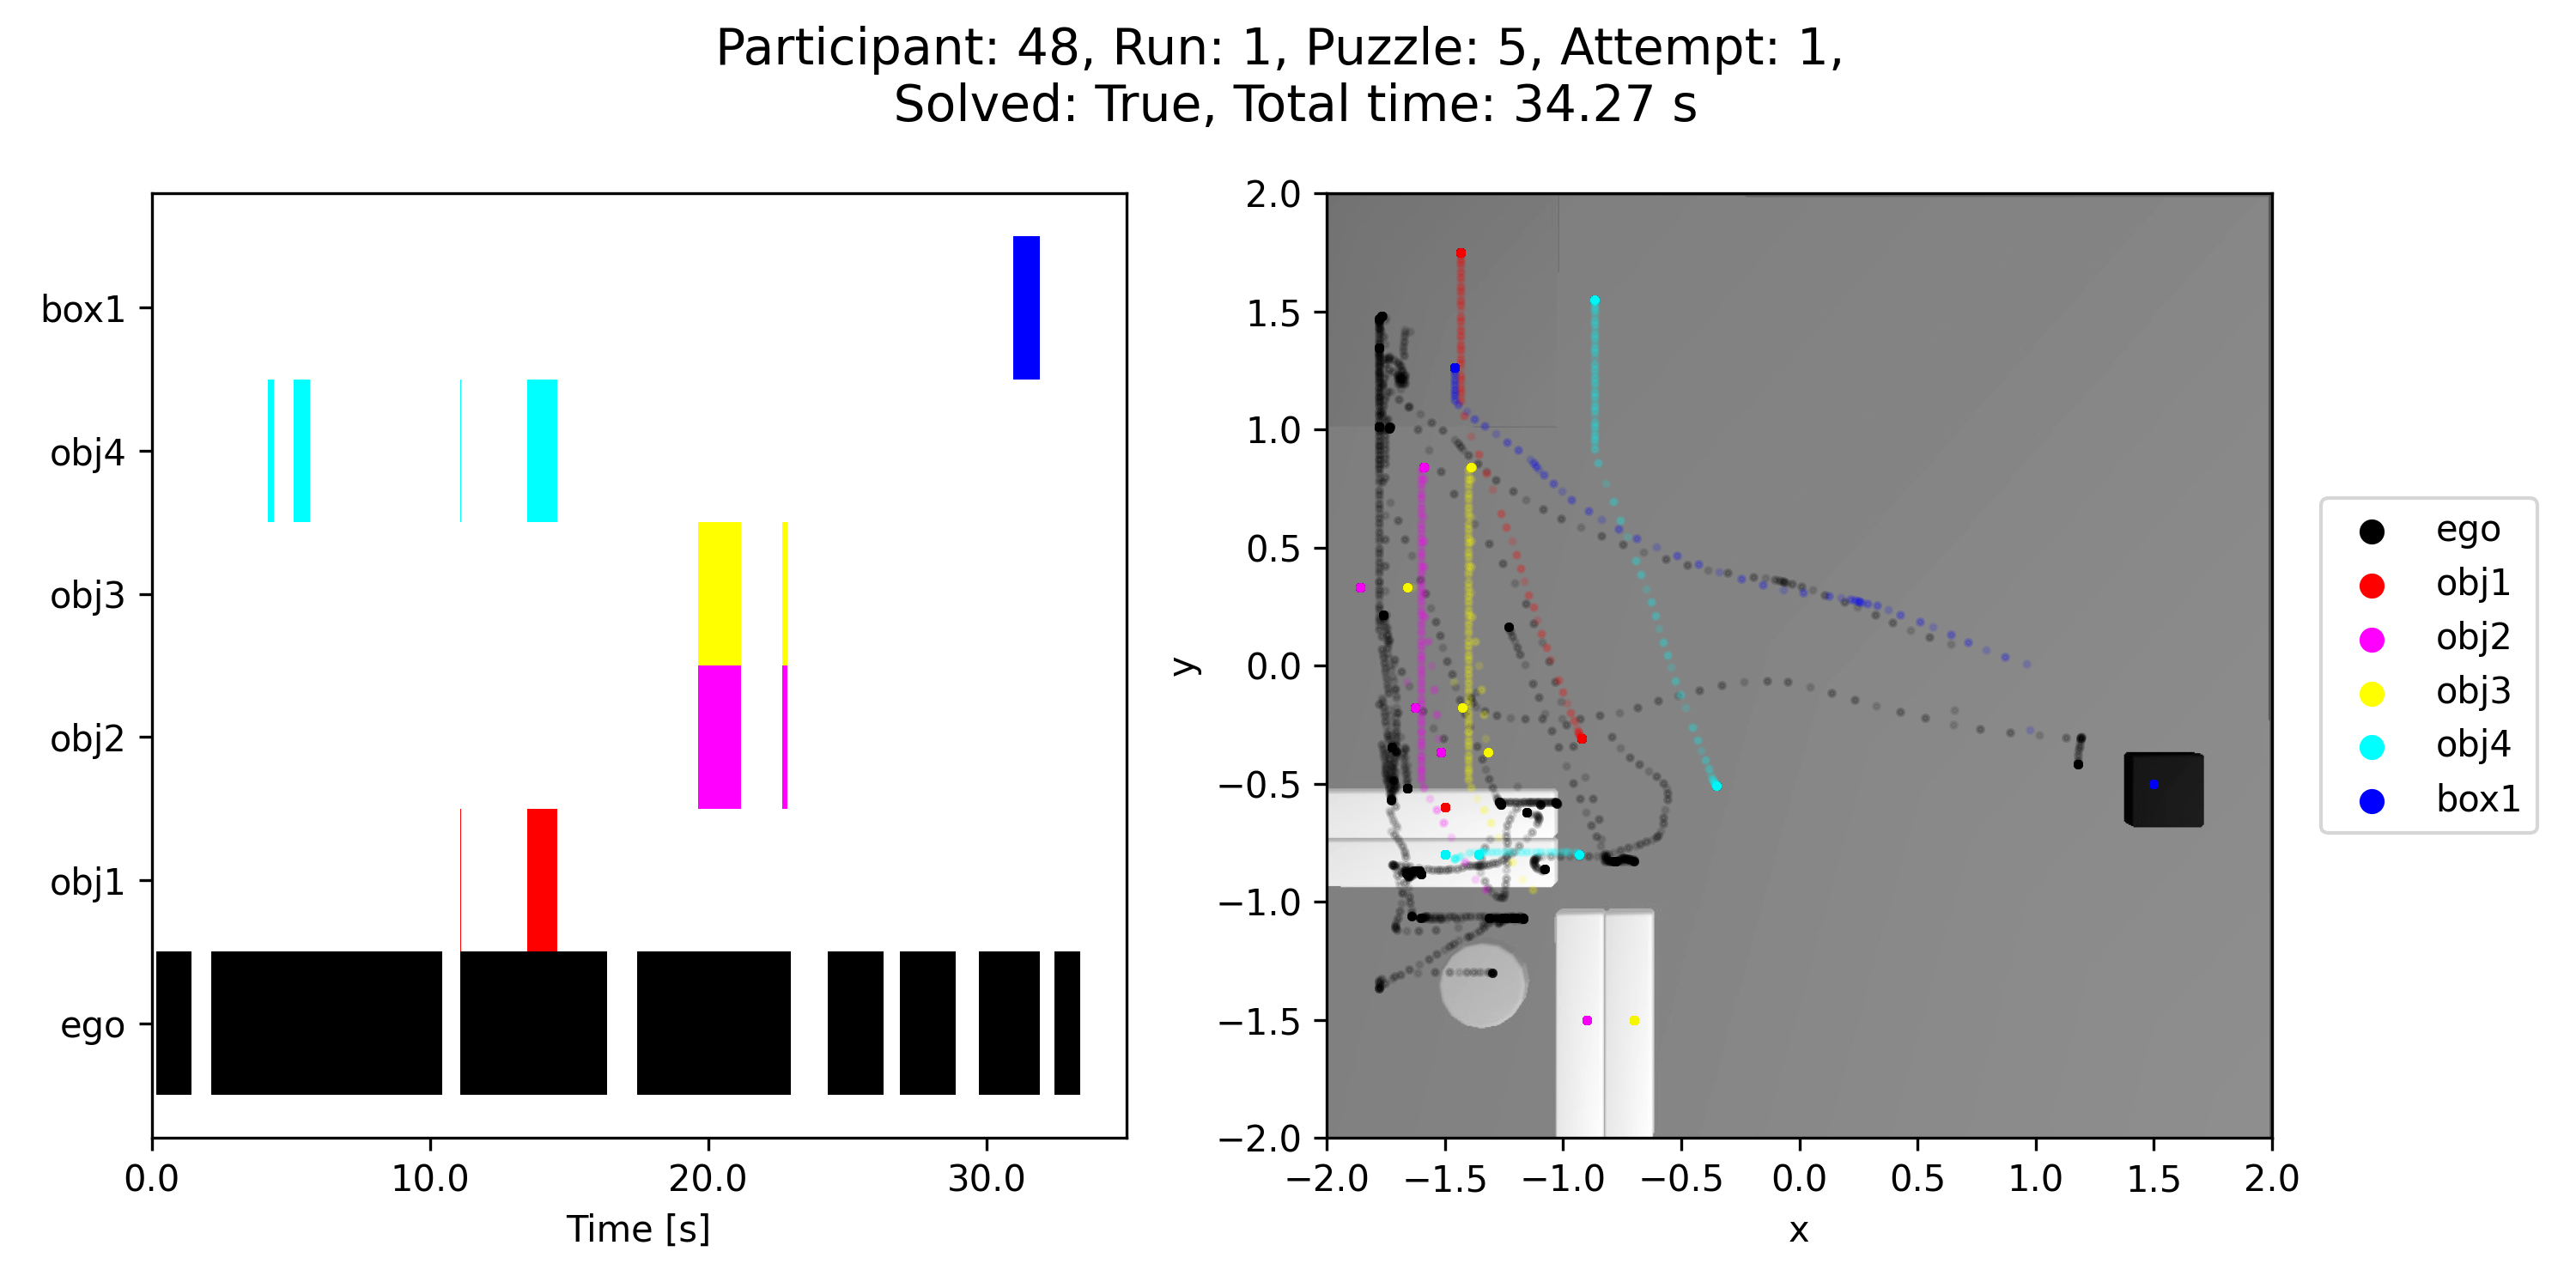 Participant: 48, Run: 1, Puzzle: 5, Attempt: 1,
Solved: True, Total time: 34.27 s
box1
obj4
obj3
obj2
obj1
ego
0.0 10.0 20.0 30.0
Time [s]
2.0
1.5
1.0
0.5
0.0
−0.5
−1.0
−1.5
−2.0
y
−2.0 −1.5 −1.0 −0.5 0.0 0.5 1.0 1.5 2.0
x
ego
obj1
obj2
obj3
obj4
box1